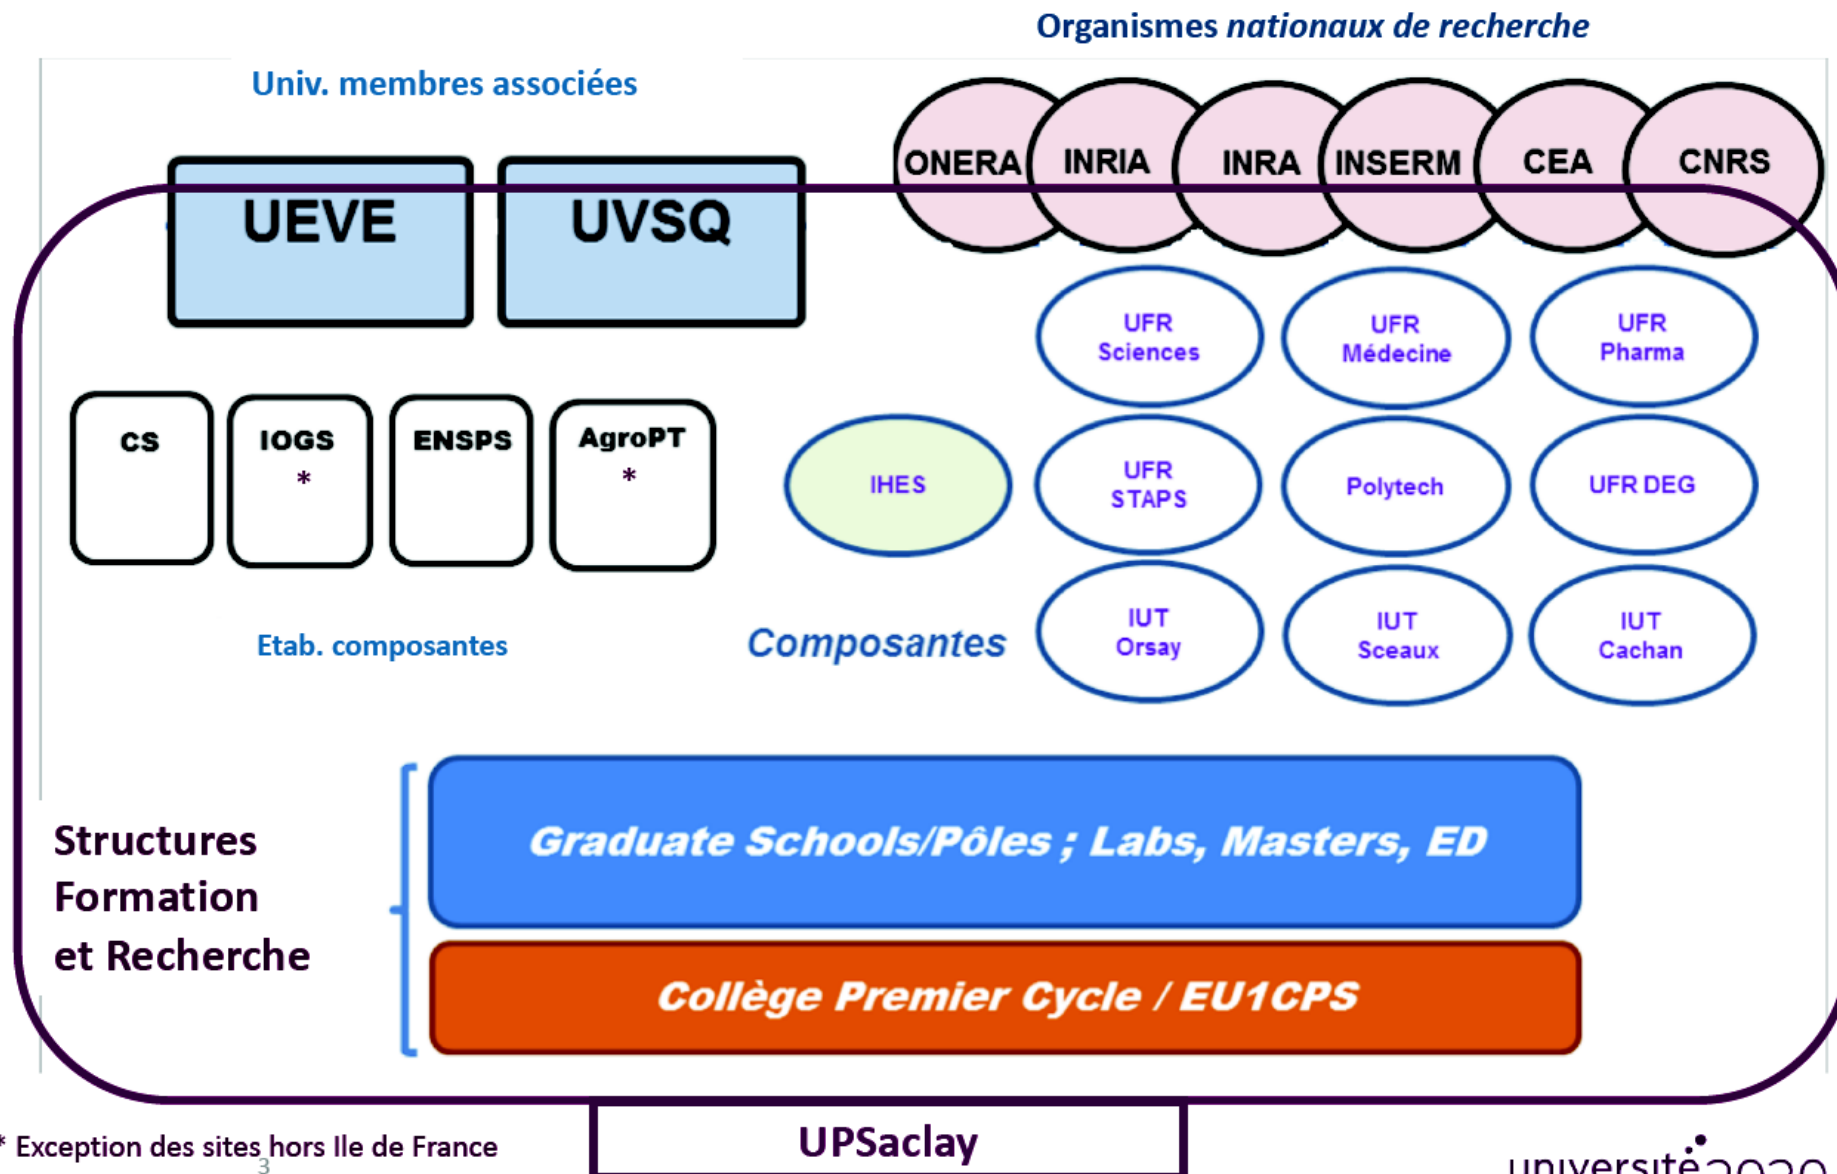 Organismes nationaux de recherche
Univ. membres associées
ONERA INRIA INRA INSERM CEA CNRS
UEVE UVSQ
UFR
Sciences
UFR
Médecine
UFR
Pharma
CS
IOGS
*
ENSPS
AgroPT
*
IHES
UFR
STAPS
Polytech
UFR DEG
Etab. composantes
Composantes
IUT
Orsay
IUT
Sceaux
IUT
Cachan
Structures
Formation
et Recherche
Graduate Schools/Pôles ; Labs, Masters, ED
Collège Premier Cycle / EU1CPS
* Exception des sites hors Ile de France
3
UPSaclay
université 2020